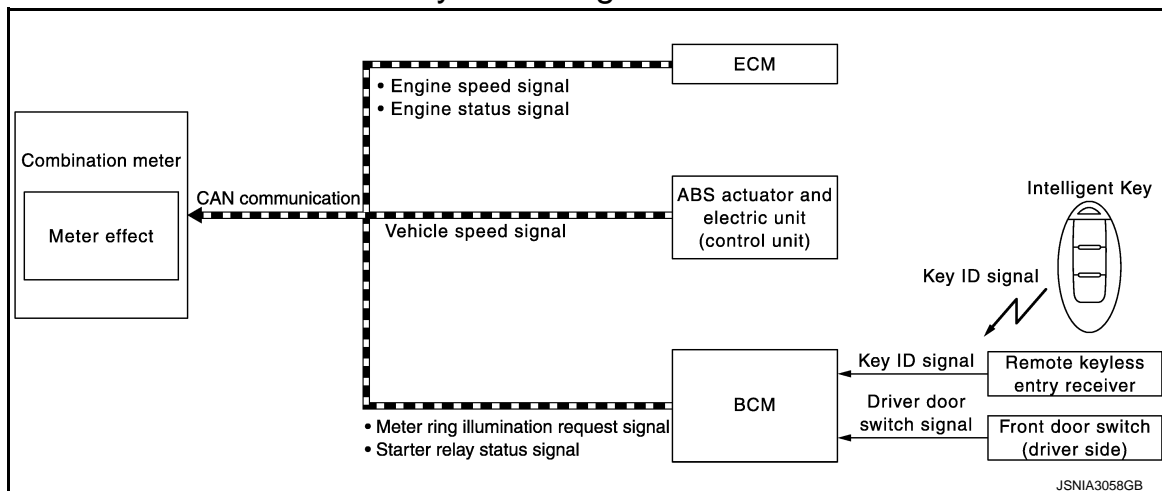 ECM
• Engine speed signal
• Engine status signal
Combination meter
Meter effect
CAN communication
Vehicle speed signal
ABS actuator and
electric unit
(control unit)
Intelligent Key
Key ID signal
BCM
Key ID signal
Remote keyless
entry receiver
Driver door
switch signal
Front door switch
(driver side)
• Meter ring illumination request signal
• Starter relay status signal
JSNIA3058GB